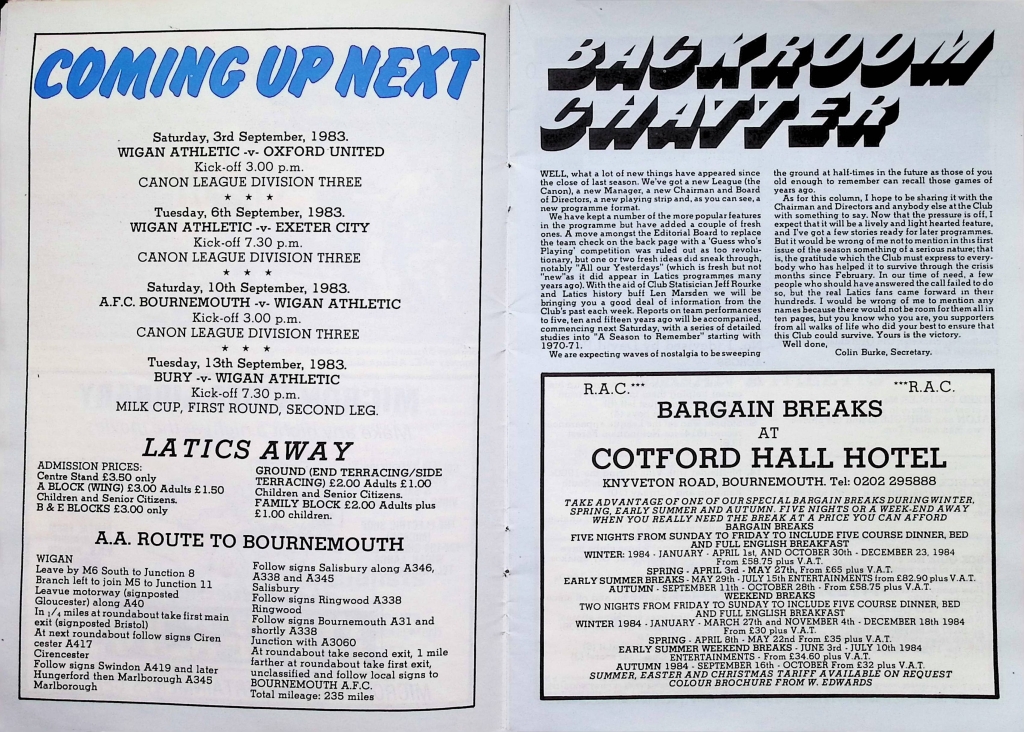 COMING UP NEXT
Saturday, 3rd September, 1983.
WIGAN ATHLETIC -v- OXFORD UNITED
Kick-off 3.00 p.m.
CANON LEAGUE DIVISION THREE
★ ★ ★
Tuesday, 6th September, 1983.
WIGAN ATHLETIC -v- EXETER CITY
Kick-off 7.30 p.m.
CANON LEAGUE DIVISION THREE
★ ★ ★
Saturday, 10th September, 1983.
A.F.C. BOURNEMOUTH -v- WIGAN ATHLETIC
Kick-off 3.00 p.m.
CANON LEAGUE DIVISION THREE
★ ★ ★
Tuesday, 13th September, 1983.
BURY -v- WIGAN ATHLETIC
Kick-off 7.30 p.m.
MILK CUP, FIRST ROUND, SECOND LEG.
LATICS AWAY
ADMISSION PRICES:
Centre Stand £3.50 only
A BLOCK (WING) £3.00 Adults £1.50
Children and Senior Citizens.
B & E BLOCKS £3.00 only
GROUND (END TERRACING/SIDE
TERRACING) £2.00 Adults £1.00
Children and Senior Citizens.
FAMILY BLOCK £2.00 Adults plus
£1.00 children.
A.A. ROUTE TO BOURNEMOUTH
WIGAN
Leave by M6 South to Junction 8
Branch left to join M5 to Junction 11
Leavue motorway (signposted
Gloucester) along A40
In 1/4 miles at roundabout take first main
exit (signposted Bristol)
At next roundabout follow signs Ciren
cester A417
Cirencester
Follow signs Swindon A419 and later
Hungerford then Marlborough A345
Marlborough
Follow signs Salisbury along A346,
A338 and A345
Salisbury
Follow signs Ringwood A338
Ringwood
Follow signs Bournemouth A31 and
shortly A338
Junction with A3060
At roundabout take second exit, 1 mile
farther at roundabout take first exit,
unclassified and follow local signs to
BOURNEMOUTH A.F.C.
Total mileage: 235 miles
BACKROOM
CHATTER
WELL, what a lot of new things have appeared since
the close of last season. We've got a new League (the
Canon), a new Manager, a new Chairman and Board
of Directors, a new playing strip and, as you can see, a
new programme format.
We have kept a number of the more popular features
in the programme but have added a couple of fresh
ones. A move amongst the Editorial Board to replace
the team check on the back page with a 'Guess who's
Playing' competition was ruled out as too revolu-
tionary, but one or two fresh ideas did sneak through,
notably "All our Yesterdays" (which is fresh but not
"new"as it did appear in Latics programmes many
years ago). With the aid of Club Statisian Jeff Rourke
and Latics history buff Len Marsden we will be
bringing you a good deal of information from the
Club's past each week. Reports on team performances
to five, ten and fifteen years ago will be accompanied,
commencing next Saturday, with a series of detailed
studies into "A Season to Remember" starting with
1970-71.
We are expecting waves of nostalgia to be sweeping
the ground at half-times in the future as those of you
old enough to remember can recall those games of
years ago.
As for this column, I hope to be sharing it with the
Chairman and Directors and anybody else at the Club
with something to say. Now that the pressure is off, I
expect that it will be a lively and light hearted feature,
and I've got a few stories ready for later programmes.
But it would be wrong of me not to mention in this first
issue of the season something of a serious nature; that
is, the gratitude which the Club must express to every-
body who has helped it to survive through the crisis
months since February. In our time of need, a few
people who should have answered the call failed to do
so, but the real Latics fans came forward in their
hundreds. I would be wrong of me to mention any
names because there would not be room for them all in
ten pages, but you know who you are, you supporters
from all walks of life who did your best to ensure that
this Club could survive. Yours is the victory.
Well done,
Colin Burke, Secretary.
R.A.C.*** ***R.A.C.
BARGAIN BREAKS
AT
COTFORD HALL HOTEL
KNYVETON ROAD, BOURNEMOUTH. Tel: 0202 295888
TAKE ADVANTAGE OF ONE OF OUR SPECIAL BARGAIN BREAKS DURING WINTER,
SPRING, EARLY SUMMER AND AUTUMN. FIVE NIGHTS OR A WEEK-END AWAY
WHEN YOU REALLY NEED THE BREAK AT A PRICE YOU CAN AFFORD
BARGAIN BREAKS
FIVE NIGHTS FROM SUNDAY TO FRIDAY TO INCLUDE FIVE COURSE DINNER, BED
AND FULL ENGLISH BREAKFAST
WINTER: 1984 - JANUARY - APRIL 1st, AND OCTOBER 30th - DECEMBER 23, 1984
From £58.75 plus V.A.T.
SPRING - APRIL 3rd - MAY 27th, From £65 plus V.A.T.
EARLY SUMMER BREAKS - MAY 29th - JULY 15th ENTERTAINMENTS from £82.90 plus V.A.T.
AUTUMN - SEPTEMBER 11th - OCTOBER 28th - From £58.75 plus V.A.T.
WEEKEND BREAKS
TWO NIGHTS FROM FRIDAY TO SUNDAY TO INCLUDE FIVE COURSE DINNER, BED
AND FULL ENGLISH BREAKFAST
WINTER 1984 - JANUARY - MARCH 27th and NOVEMBER 4th - DECEMBER 18th 1984
From £30 plus V.A.T.
SPRING - APRIL 8th - MAY 22nd From £35 plus V.A.T.
EARLY SUMMER WEEKEND BREAKS - JUNE 3rd - JULY 10th 1984
ENTERTAINMENTS - From £34.60 plus V.A.T.
AUTUMN 1984 - SEPTEMBER 16th - OCTOBER From £32 plus V.A.T.
SUMMER, EASTER AND CHRISTMAS TARIFF AVAILABLE ON REQUEST
COLOUR BROCHURE FROM W. EDWARDS